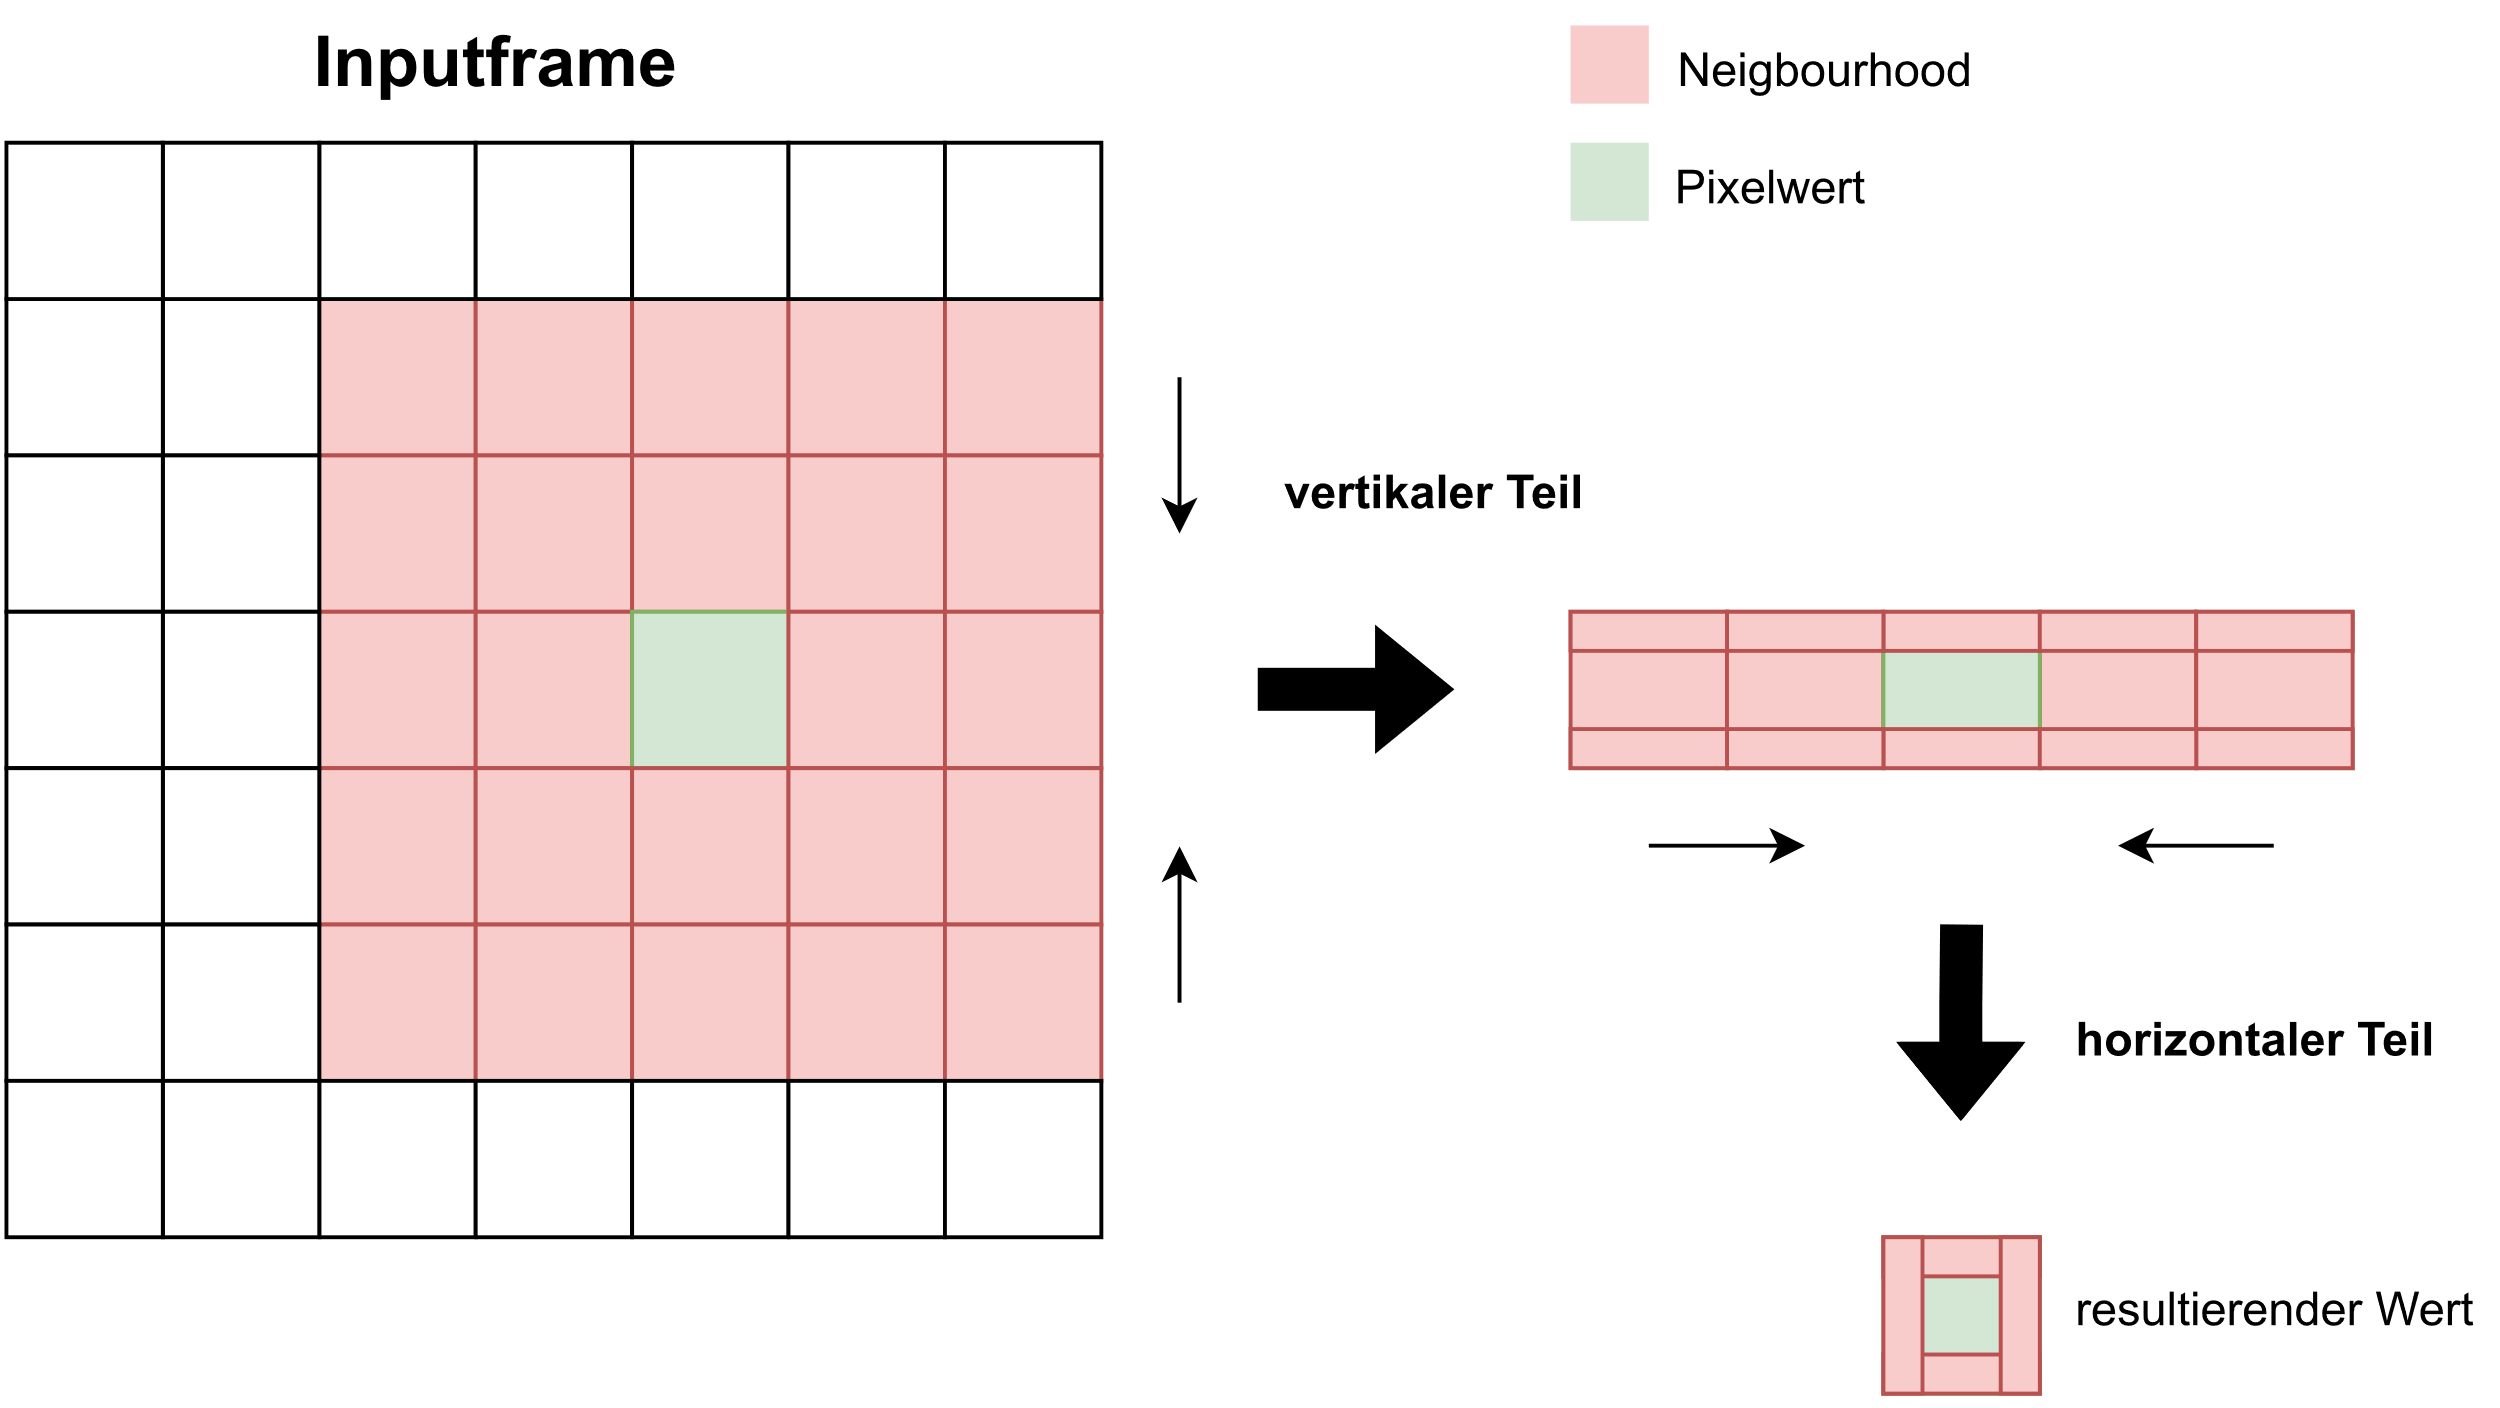 Inputframe
Neigbourhood
Pixelwert
vertikaler Teil
horizontaler Teil
resultierender Wert